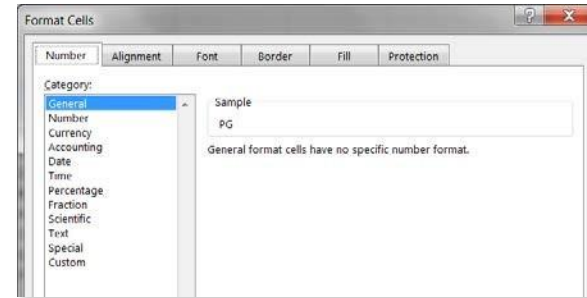 Format Cells
Number Alignment Font Border Fill Protection
Category:
General
Number
Currency
Accounting
Date
Time
Percentage
Fraction
Scientific
Text
Special
Custom
Sample
PG
General format cells have no specific number format.